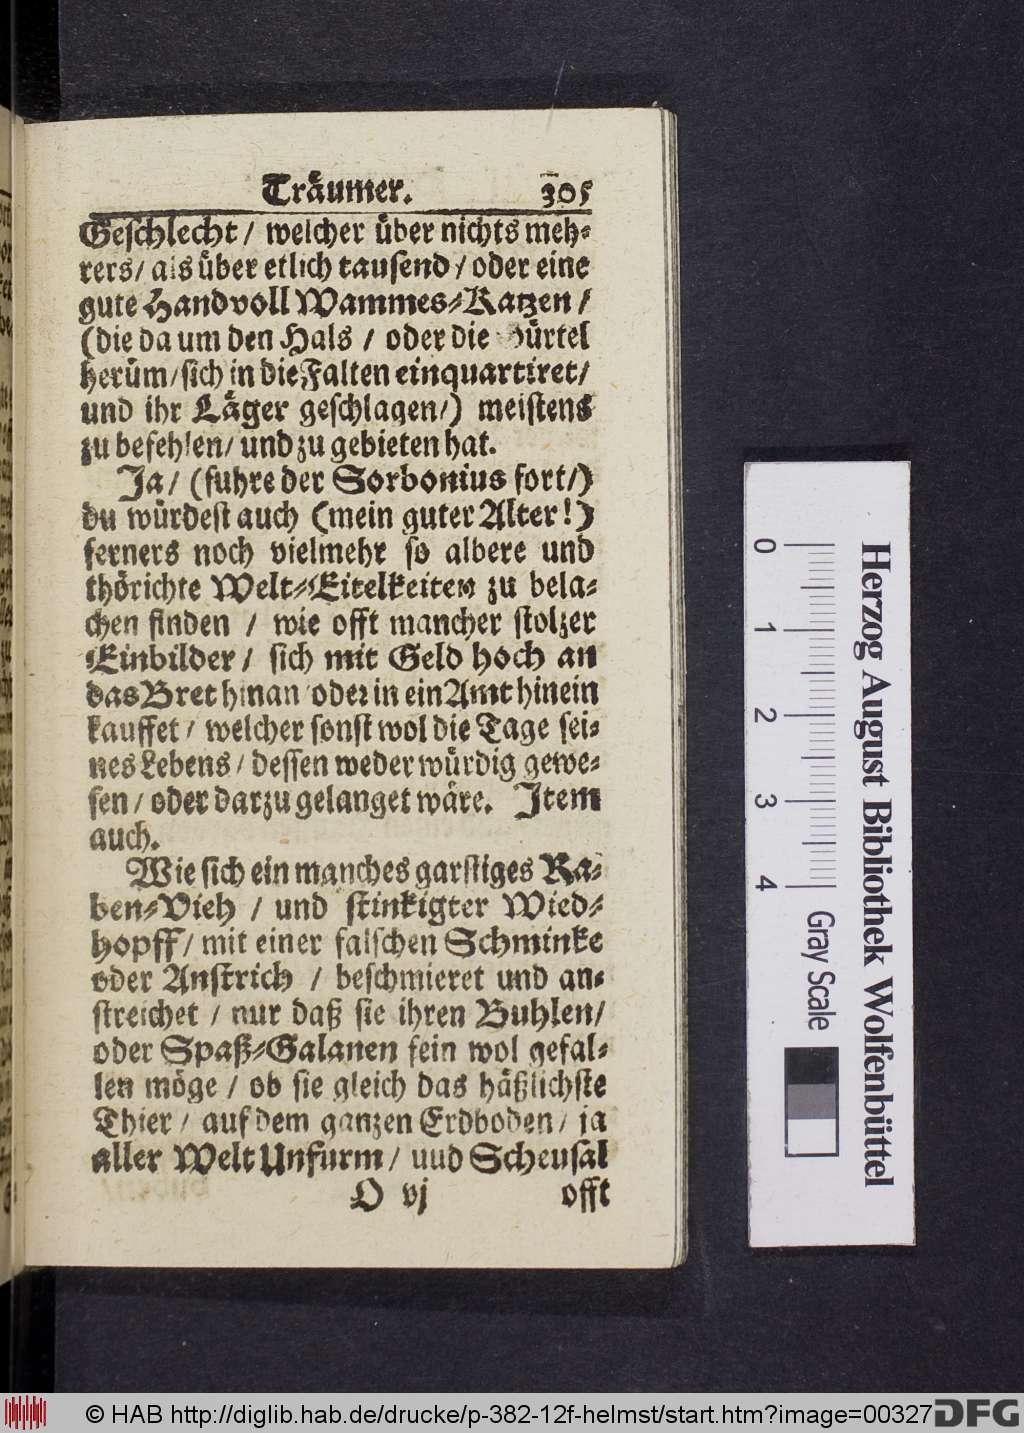 Träumer. 305
Geschlecht / welcher über nichts meh⸗
rers / als über etlich tausend / oder eine
gute Handvoll Wammes⸗Katzen /
(die da um den Hals / oder die Gürtel
herüm / sich in die Falten einquartiret /
und ihr Läger geschlagen /) meistens
zu befehlen / und zu gebieten hat.
Ja / (fuhre der Sorbonius fort /)
du würdest auch (mein guter Alter!)
ferners noch vielmehr so albere und
thörichte Welt⸗Eitelkeiten zu bela⸗
chen finden / wie offt mancher stolzer
Einbilder / sich mit Geld hoch an
das Bret hinan / oder in ein Amt hinein
kauffet / welcher sonst wol die Tage sei⸗
nes Lebens / dessen weder würdig gewe⸗
sen / oder darzu gelanget wäre. Item
auch.
Wie sich ein manches garstiges Ra⸗
ben⸗Vieh / und stinkigter Wied⸗
hopff / mit einer falschen Schminke
oder Anstrich / beschmieret und an⸗
streichet / nur daß sie ihren Buhlen /
oder Spaß⸗Galanen fein wol gefal⸗
len möge / ob sie gleich das häßlichste
Thier / auf dem ganzen Erdboden / ja
aller Welt Unfurm / uud Scheusal
O vj offt
0 1 2 3 4 Gray Scale
Herzog August Bibliothek Wolfenbüttel
© HAB http://diglib.hab.de/drucke/p-382-12f-helmst/start.htm?image=00327 DFG